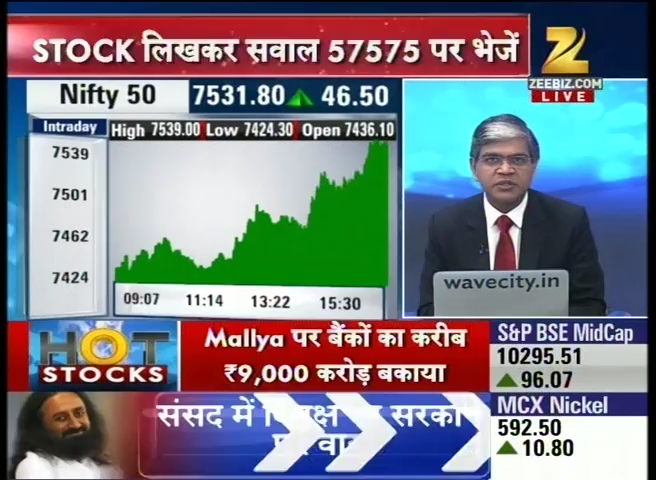 STOCK लिखकर सवाल 57575 पर भेजें
ZEEBIZ.COM
LIVE
Nifty 50 7531.80 46.50
Intraday High 7539.00 Low 7424.30 Open 7436.10
7539
7501
7462
7424
09:07 11:14 13:22 15:30
wavecity.in
HOT
STOCKS
Mallya पर बैंकों का करीब
₹9,000 करोड़ बकाया
S&P BSE MidCap
10295.51
96.07
MCX Nickel
592.50
10.80
संसद में